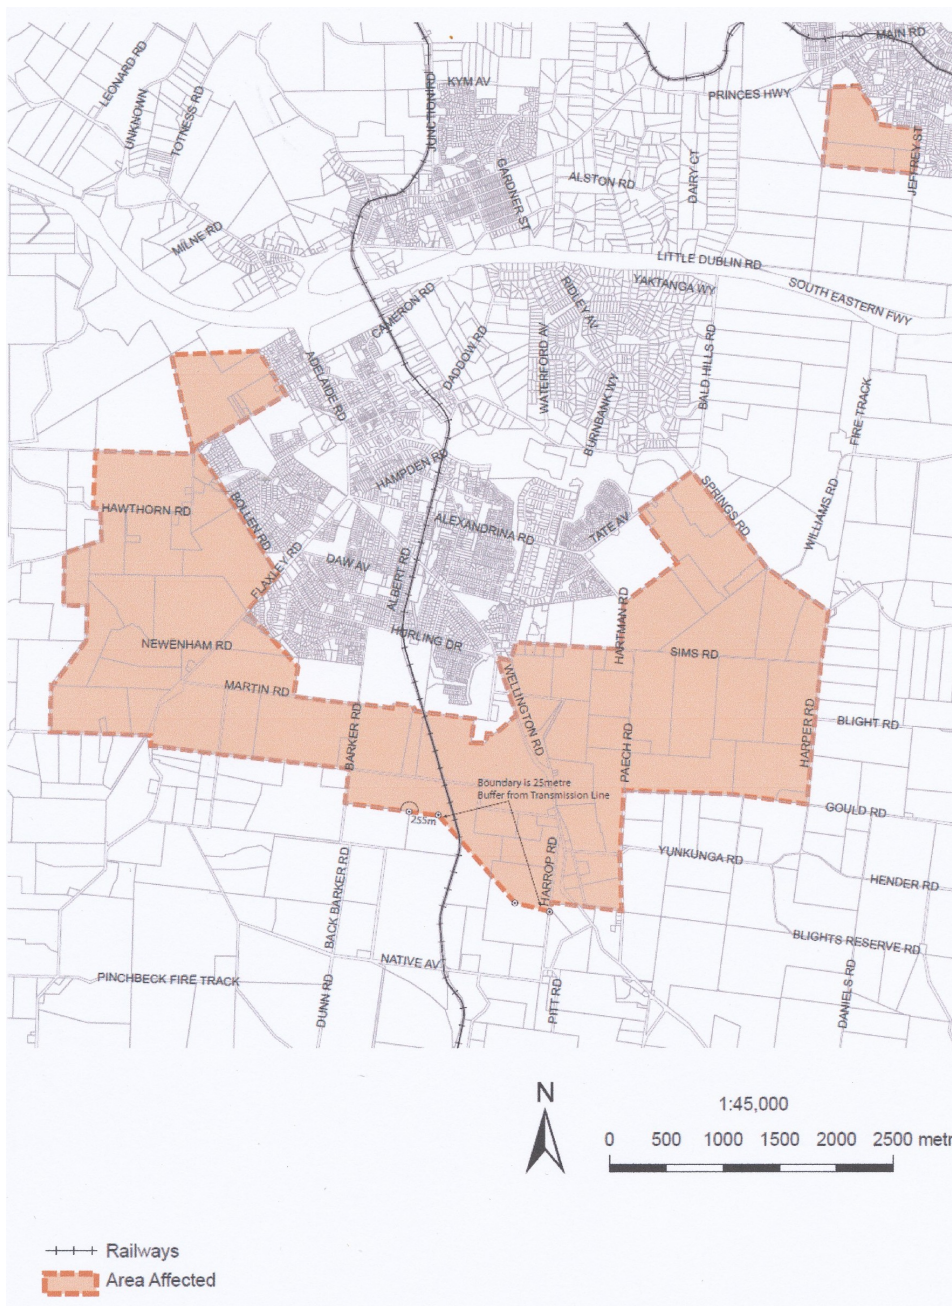 MAIN RD
LEONARD RD
UNKNOWN
TOTNESS RD
JUNCTION RD
KYM AV
PRINCES HWY
JEFFREY ST
GARDNER ST
ALSTON RD
DAIRY CT
MILNE RD
LITTLE DUBLIN RD
YAKTANGA WY
SOUTH EASTERN FWY
CAMERON RD
RIDLEY AV
DADDOW RD
WATERFORD AV
BALD HILLS RD
ADELAIDE RD
BURNBANK WY
FIRE TRACK
HAMPDEN RD
HAWTHORN RD
BOLLEN RD
ALEXANDRINA RD
TATE AV
SPRINGS RD
WILLIAMS RD
FLAXLEY RD
DAW AV
ALBERT RD
HARTMAN RD
NEWENHAM RD
HURLING DR
SIMS RD
MARTIN RD
WELLINGTON RD
BARKER RD
PAECH RD
HARPER RD
BLIGHT RD
Boundary is 25metre
Buffer from Transmission Line
255m
GOULD RD
HARROP RD
YUNKUNGA RD
HENDER RD
BACK BARKER RD
BLIGHTS RESERVE RD
NATIVE AV
PINCHBECK FIRE TRACK
DUNN RD
PITT RD
DANIELS RD
N
1:45,000
0 500 1000 1500 2000 2500 metr
Railways
Area Affected